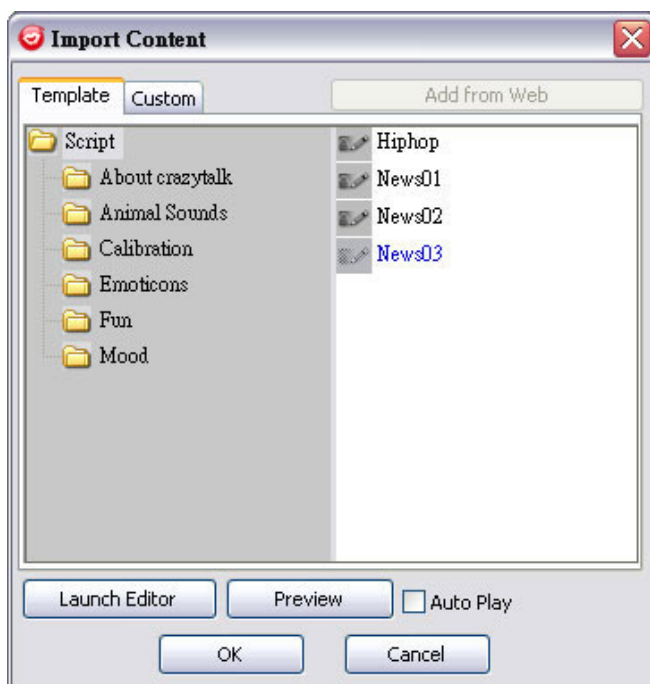 Import Content
Template
Custom
Add from Web
Script
About crazytalk
Animal Sounds
Calibration
Emoticons
Fun
Mood
Hiphop
News01
News02
News03
Launch Editor
Preview
Auto Play
OK
Cancel